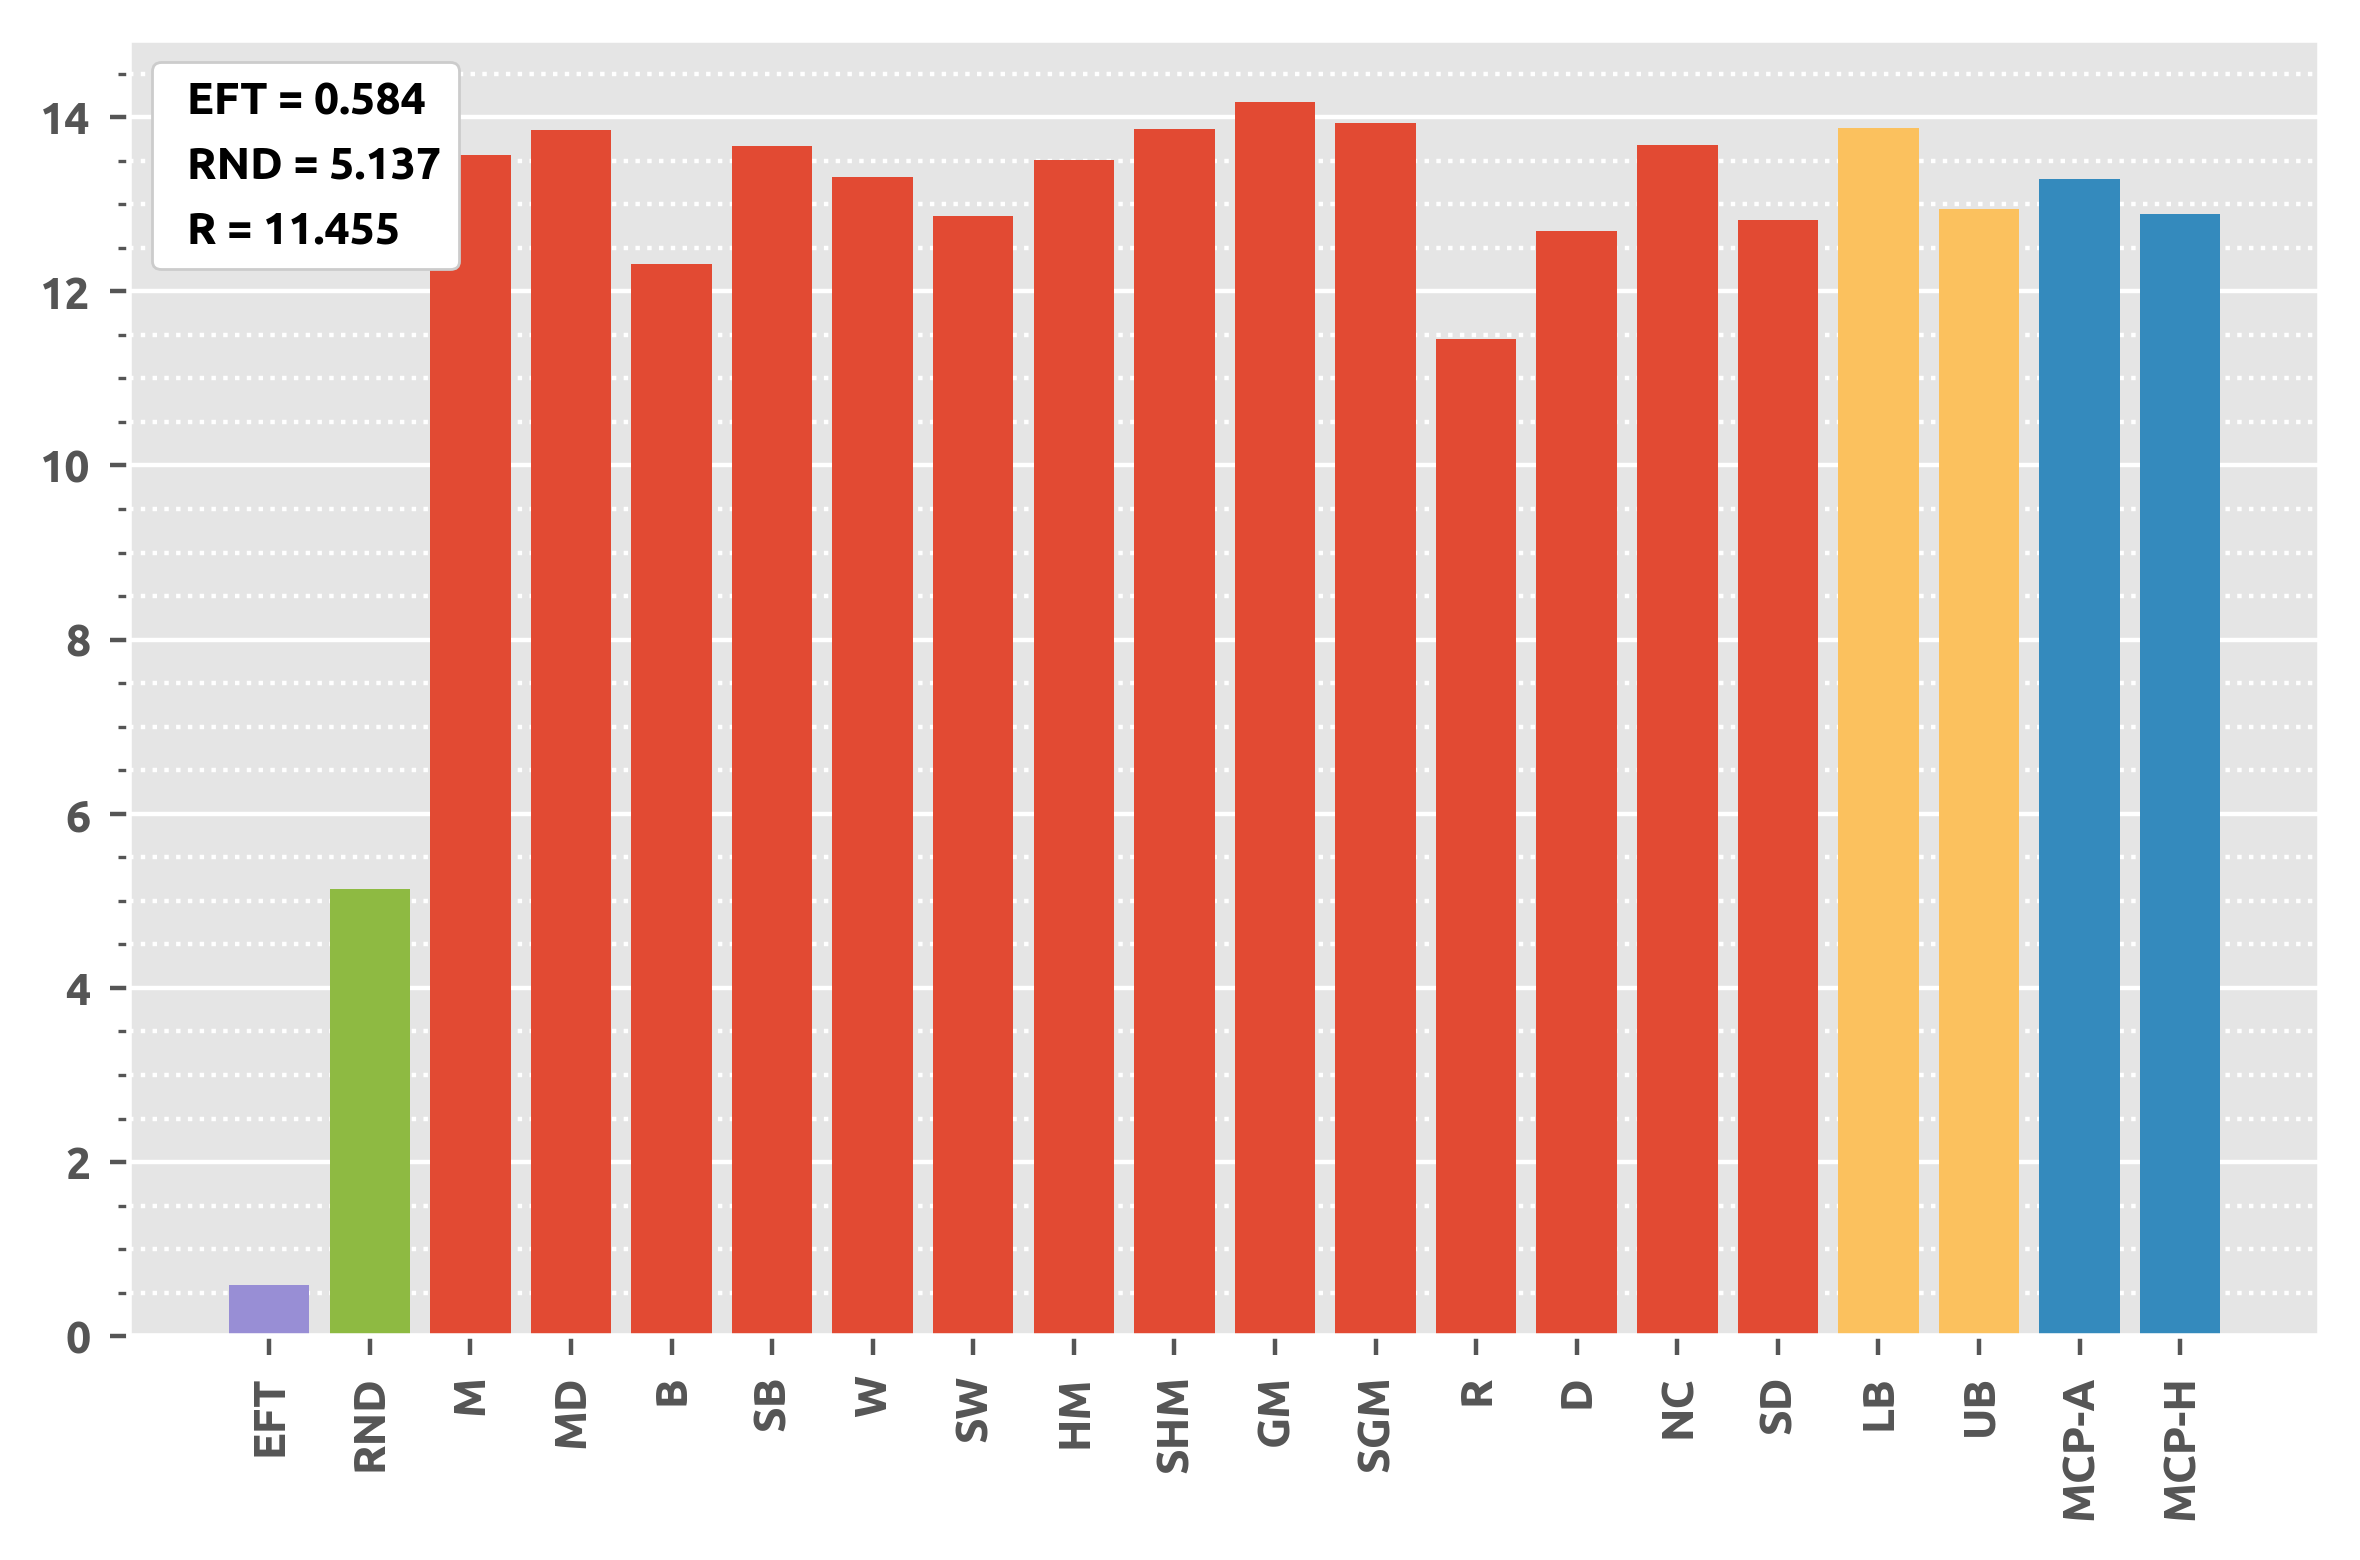 EFT = 0.584
RND = 5.137
R = 11.455
14
12
10
8
6
4
2
0
EFT
RND
M
MD
B
SB
W
SW
HM
SHM
GM
SGM
R
D
NC
SD
LB
UB
MCP-A
MCP-H